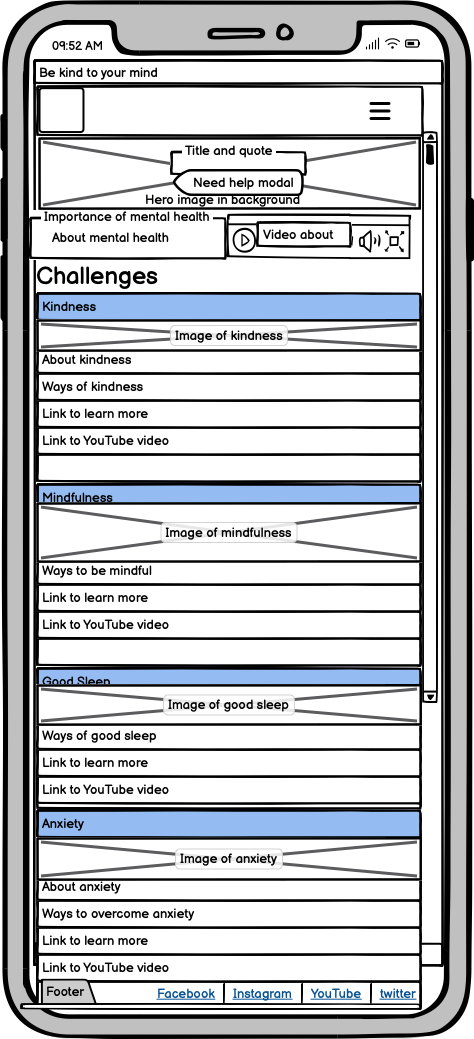 09:52 AM
Be kind to your mind
Title and quote
Need help modal
Hero image in background
Importance of mental health
About mental health
Video about
Challenges
Kindness
Image of kindness
About kindness
Ways of kindness
Link to learn more
Link to YouTube video
Mindfulness
Image of mindfulness
Ways to be mindful
Link to learn more
Link to YouTube video
Good Sleep
Image of good sleep
Ways of good sleep
Link to learn more
Link to YouTube video
Anxiety
Image of anxiety
About anxiety
Ways to overcome anxiety
Link to learn more
Link to YouTube video
Footer
Facebook
Instagram
YouTube
twitter